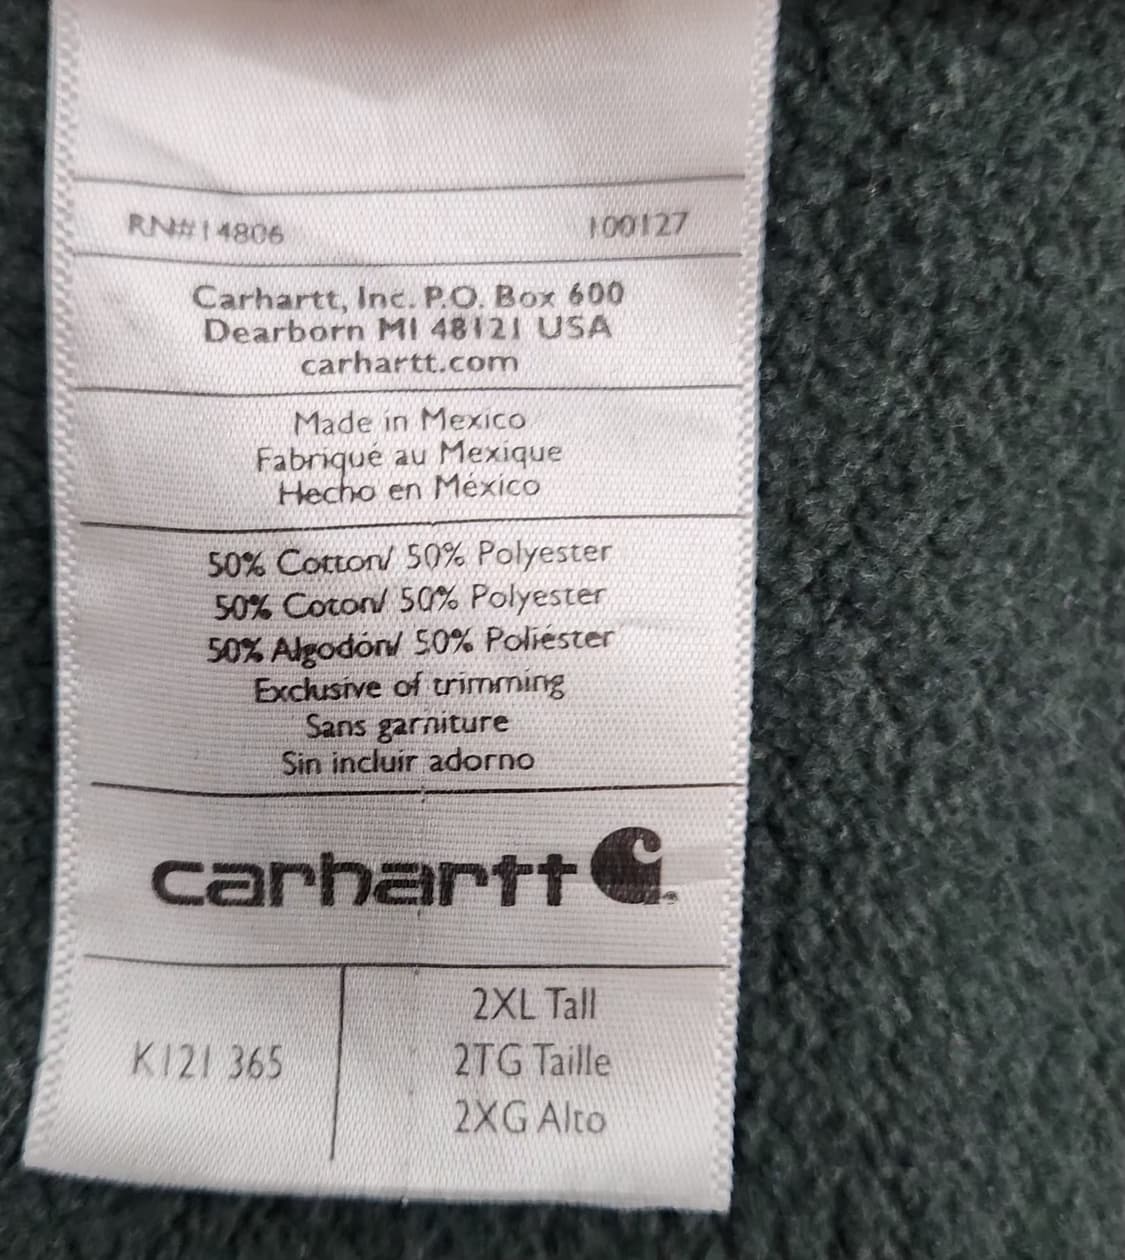 RN#14806 100127
Carhartt, Inc. P.O. Box 600
Dearborn MI 48121 USA
carhartt.com
Made in Mexico
Fabriqué au Mexique
Hecho en México
50% Cotton/ 50% Polyester
50% Coton/ 50% Polyester
50% Algodón/ 50% Poliéster
Exclusive of trimming
Sans garniture
Sin incluir adorno
carhartt
2XL Tall
K121 365 2TG Taille
2XG Alto